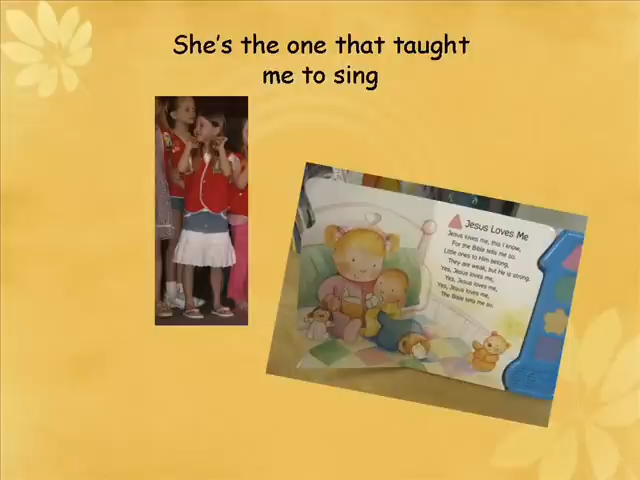 She's the one that taught
me to sing
Jesus Loves Me
Jesus loves me, this I know,
For the Bible tells me so.
Little ones to Him belong,
They are weak, but He is strong.
Yes, Jesus loves me,
Yes, Jesus loves me,
Yes, Jesus loves me,
The Bible tells me so.